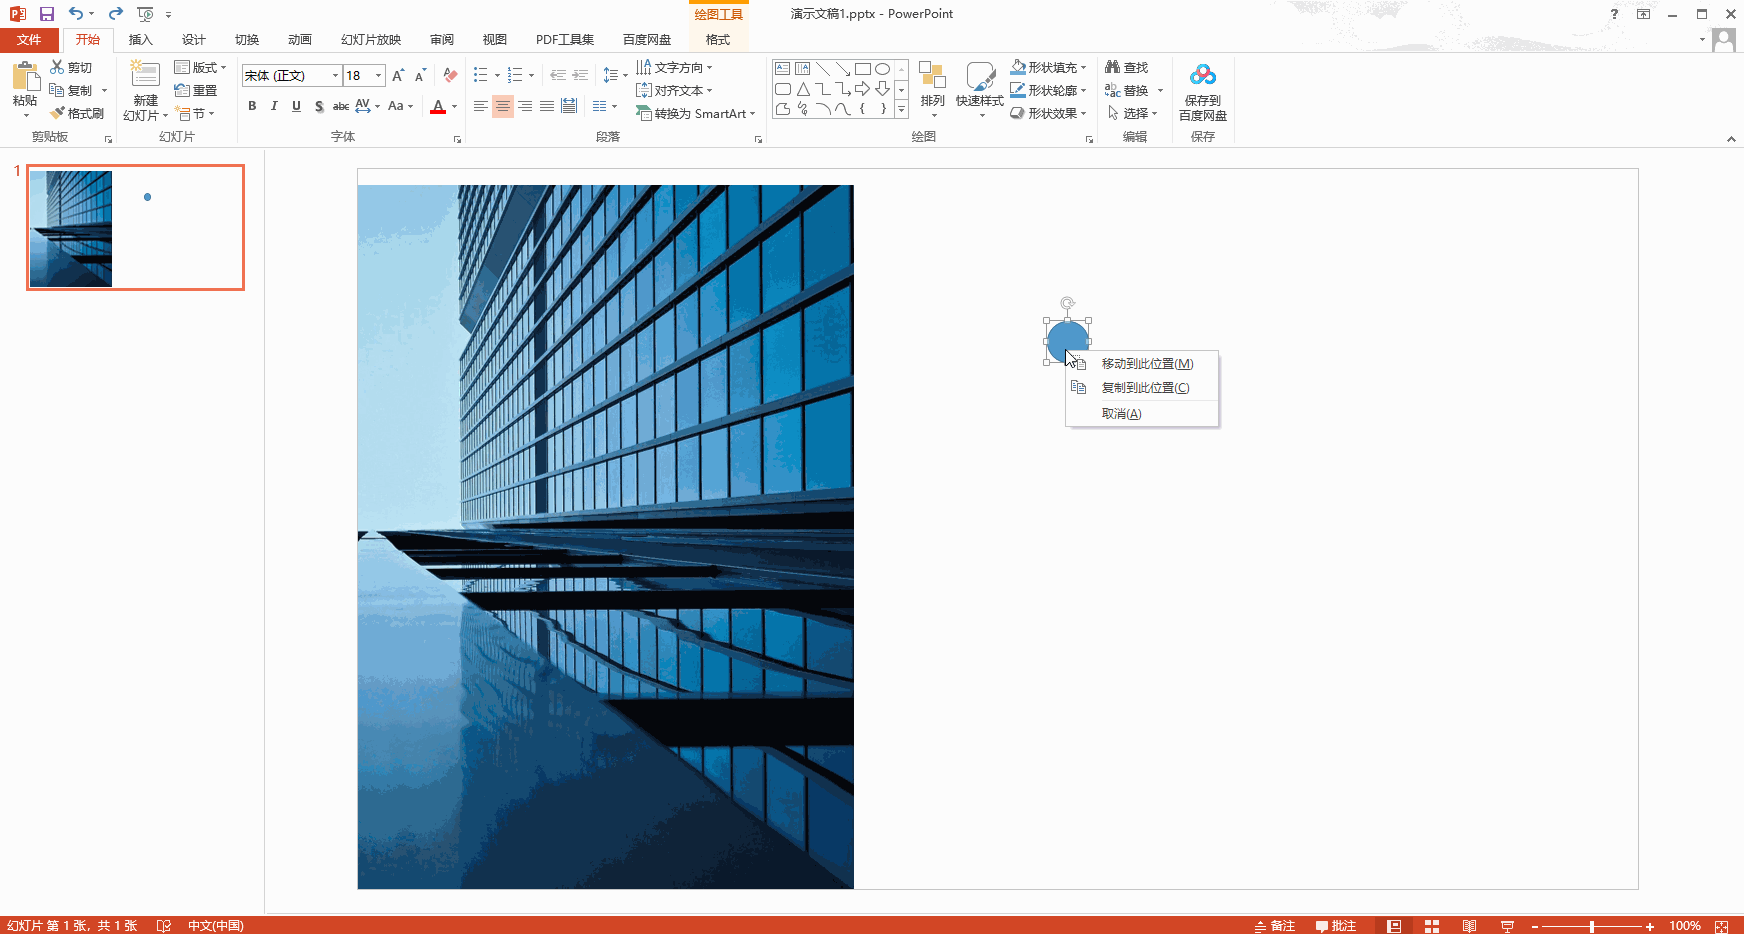 绘图工具
演示文稿1.pptx - PowerPoint
文件 开始 插入 设计 切换 动画 幻灯片放映 审阅 视图 PDF工具集 百度网盘 格式
粘贴
剪切
复制
格式刷
剪贴板
新建
幻灯片
版式
重置
节
幻灯片
宋体 (正文) 18
B I U S abc AV Aa A
字体
文字方向
对齐文本
转换为 SmartArt
段落
排列
快速样式
形状填充
形状轮廓
形状效果
绘图
查找
替换
选择
编辑
保存到
百度网盘
保存
1
移动到此位置(M)
复制到此位置(C)
取消(A)
幻灯片 第 1 张，共 1 张 中文(中国) 备注 批注 100%